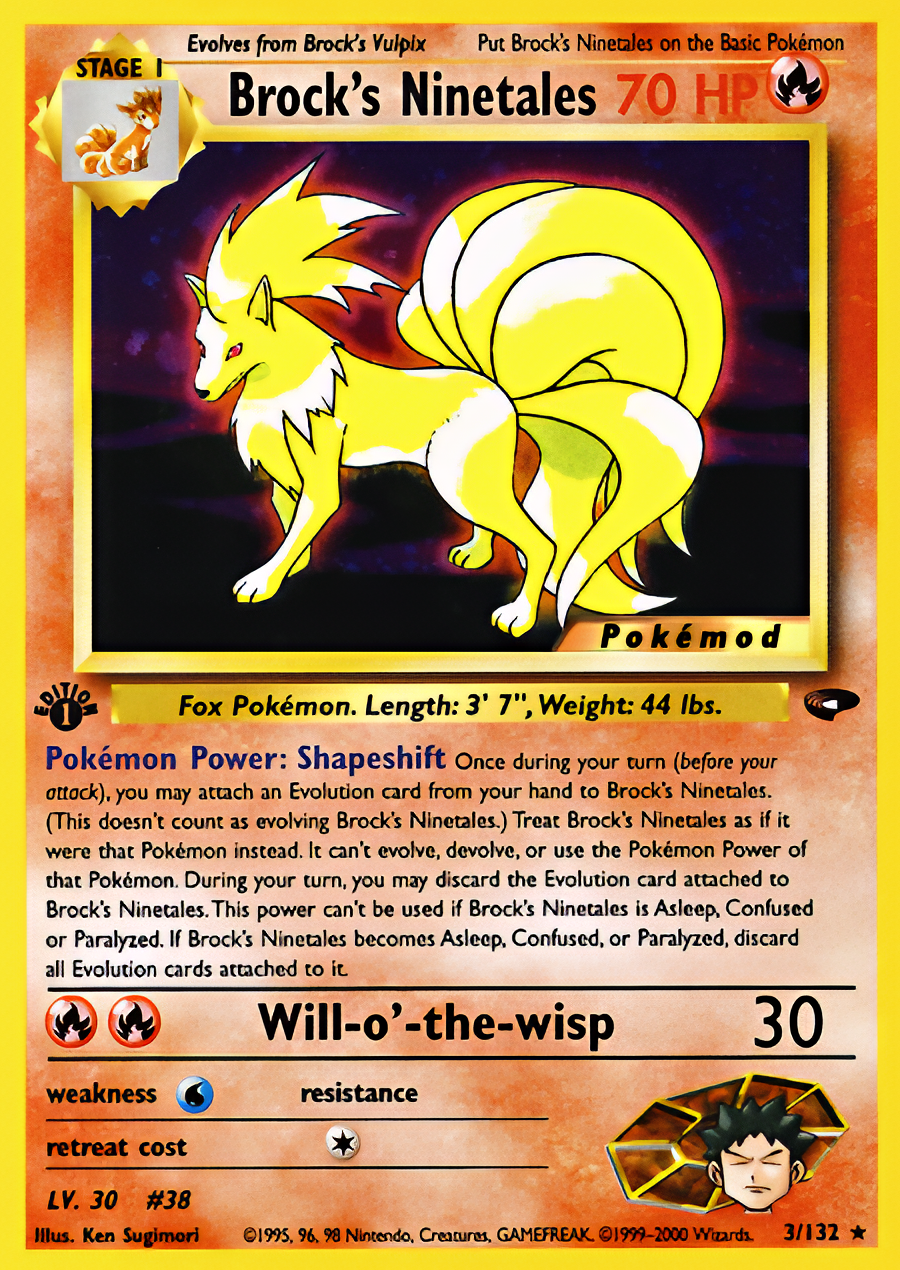 Evolves from Brock's Vulpix
Put Brock's Ninetales on the Basic Pokémon
STAGE 1
Brock's Ninetales 70 HP
Pokémod
EDITION
1
Fox Pokémon. Length: 3' 7", Weight: 44 lbs.
Pokémon Power: Shapeshift Once during your turn (before your
attack), you may attach an Evolution card from your hand to Brock's Ninetales.
(This doesn't count as evolving Brock's Ninetales.) Treat Brock's Ninetales as if it
were that Pokémon instead. It can't evolve, devolve, or use the Pokémon Power of
that Pokémon. During your turn, you may discard the Evolution card attached to
Brock's Ninetales. This power can't be used if Brock's Ninetales is Asleep, Confused
or Paralyzed. If Brock's Ninetales becomes Asleep, Confused, or Paralyzed, discard
all Evolution cards attached to it.
Will-o'-the-wisp 30
weakness resistance
retreat cost
LV. 30 #38
Illus. Ken Sugimori ©1995, 96, 98 Nintendo, Creatures, GAMEFREAK. ©1999-2000 Wizards. 3/132 ★